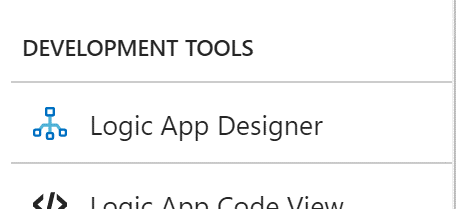 DEVELOPMENT TOOLS
Logic App Designer
Logic App Code View